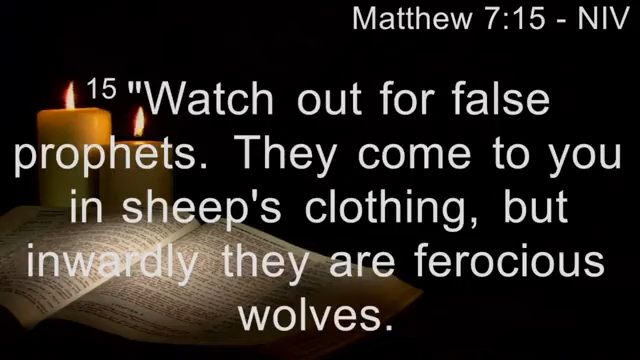 Matthew 7:15 - NIV
15 "Watch out for false
prophets. They come to you
in sheep's clothing, but
inwardly they are ferocious
wolves.